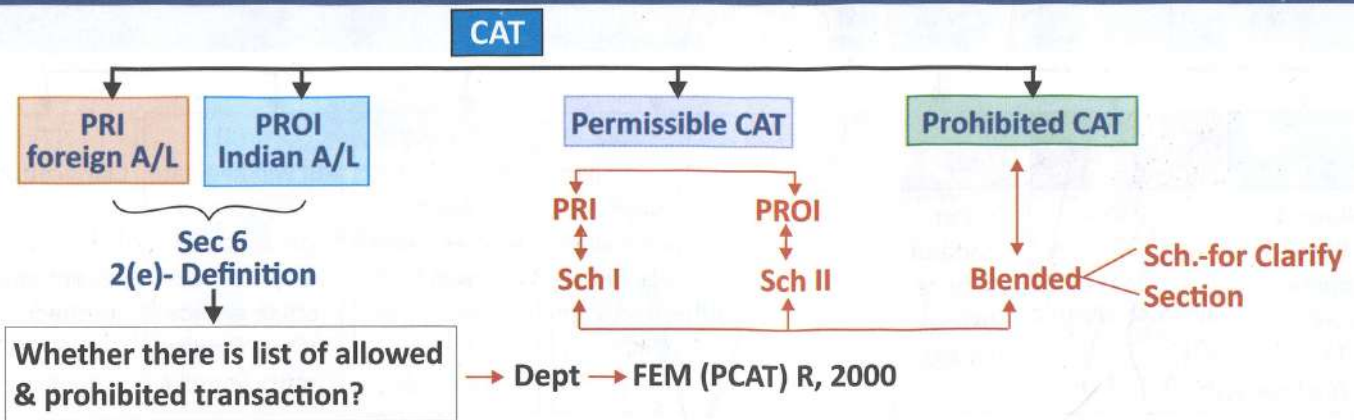 CAT
PRI
foreign A/L
PROI
Indian A/L
Permissible CAT
Prohibited CAT
PRI
PROI
Sec 6
2(e)- Definition
Sch I
Sch II
Blended
Sch.-for Clarify
Section
Whether there is list of allowed
& prohibited transaction?
Dept
FEM (PCAT) R, 2000